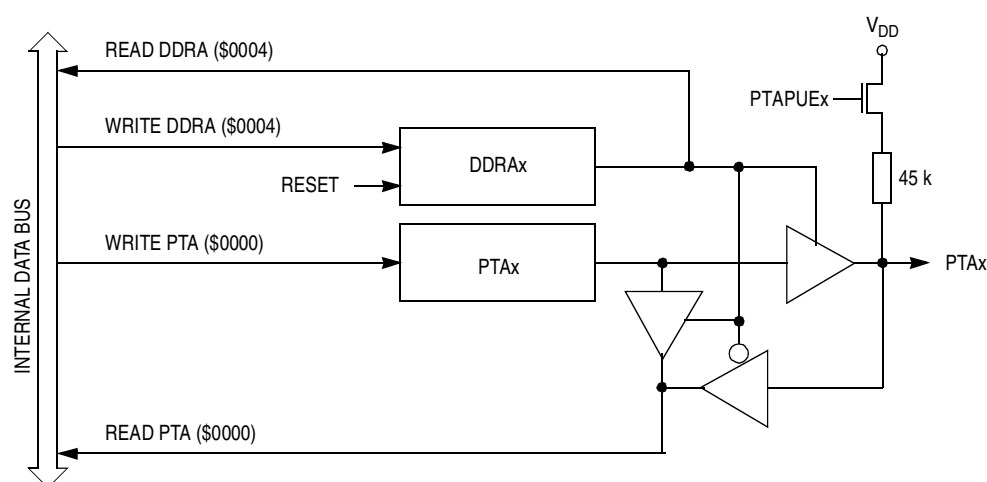 V_DD
READ DDRA ($0004)
PTAPUEx
WRITE DDRA ($0004)
DDRAx
RESET
45 k
WRITE PTA ($0000)
PTAx
PTAx
INTERNAL DATA BUS
READ PTA ($0000)